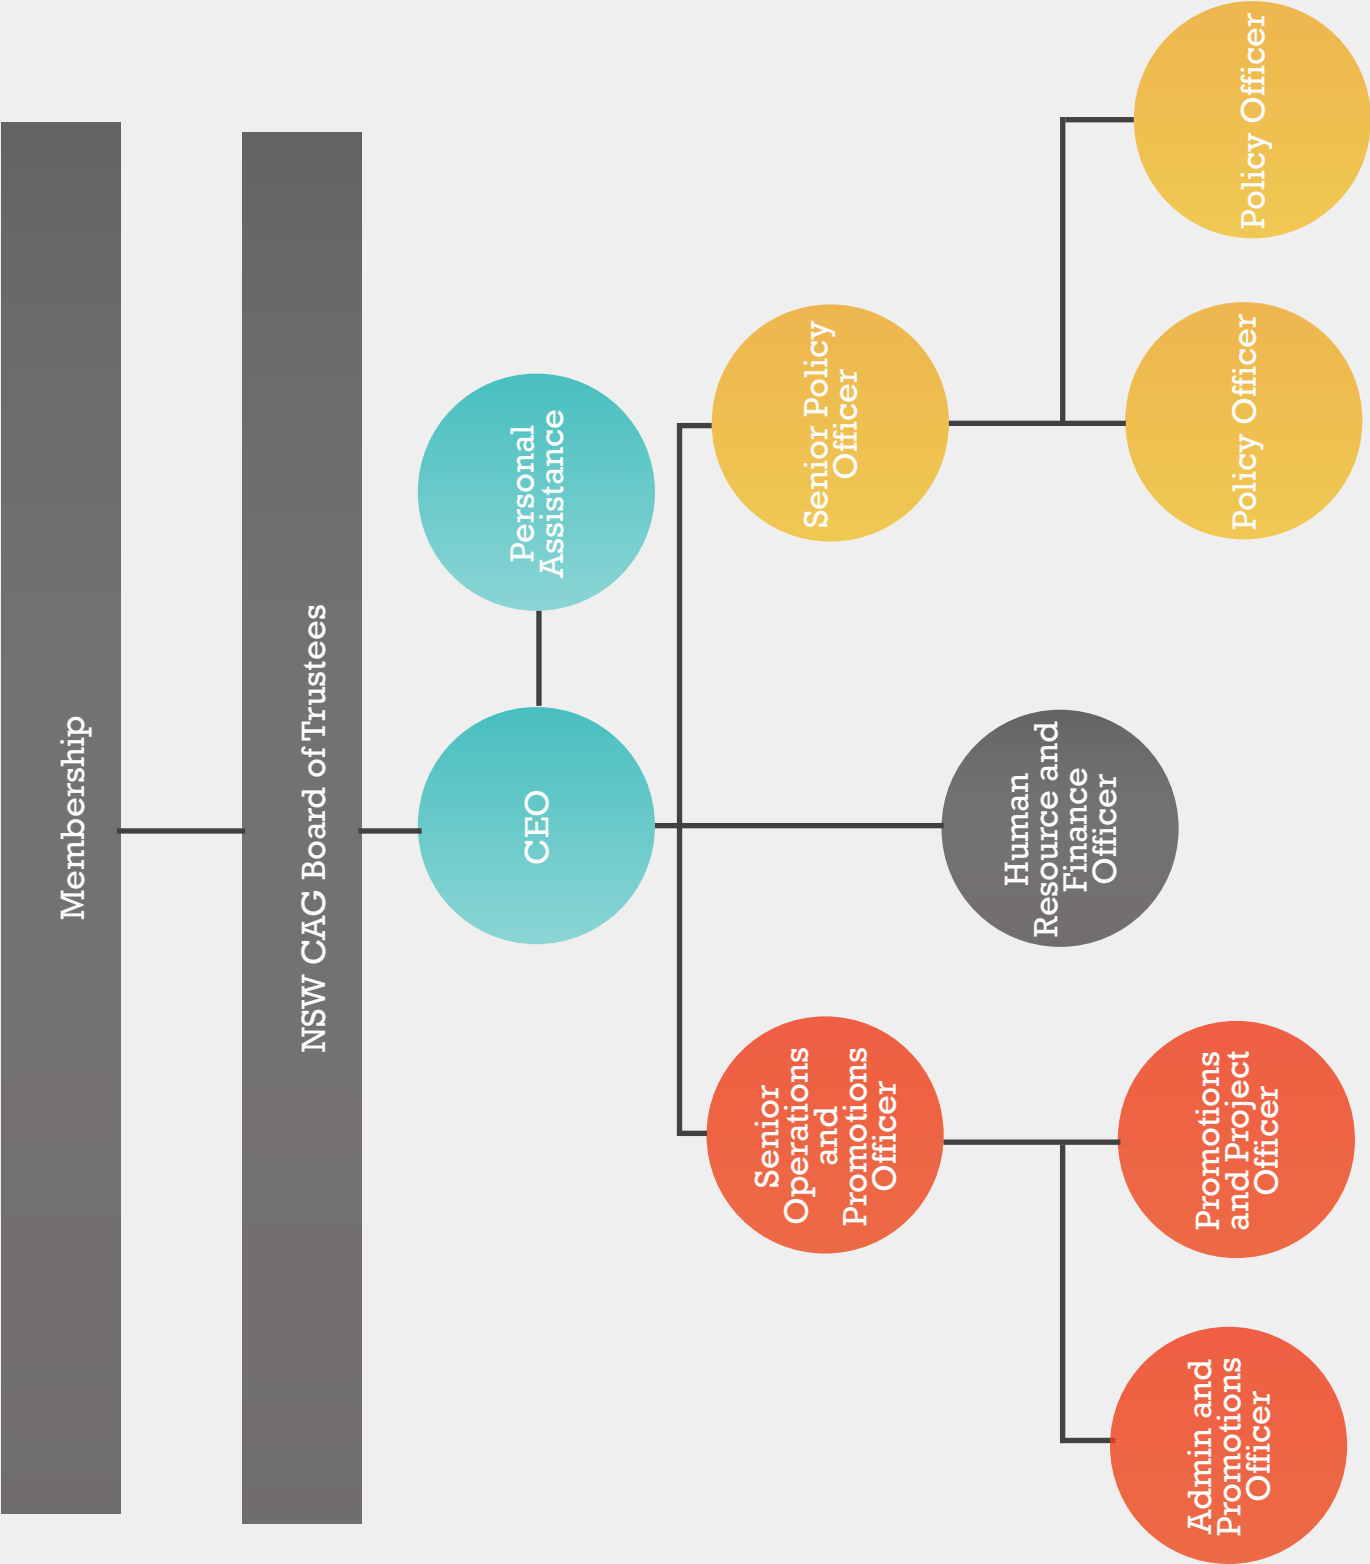 Membership
NSW CAG Board of Trustees
CEO
Personal
Assistance
Senior
Operations
and
Promotions
Officer
Senior Policy
Officer
Human
Resource and
Finance
Officer
Admin and
Promotions
Officer
Promotions
and Project
Officer
Policy Officer
Policy Officer